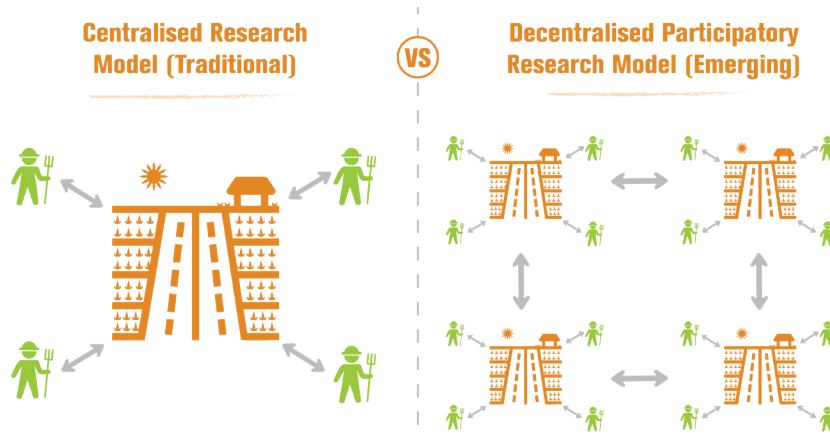 Centralised Research
Model (Traditional)
VS
Decentralised Participatory
Research Model (Emerging)